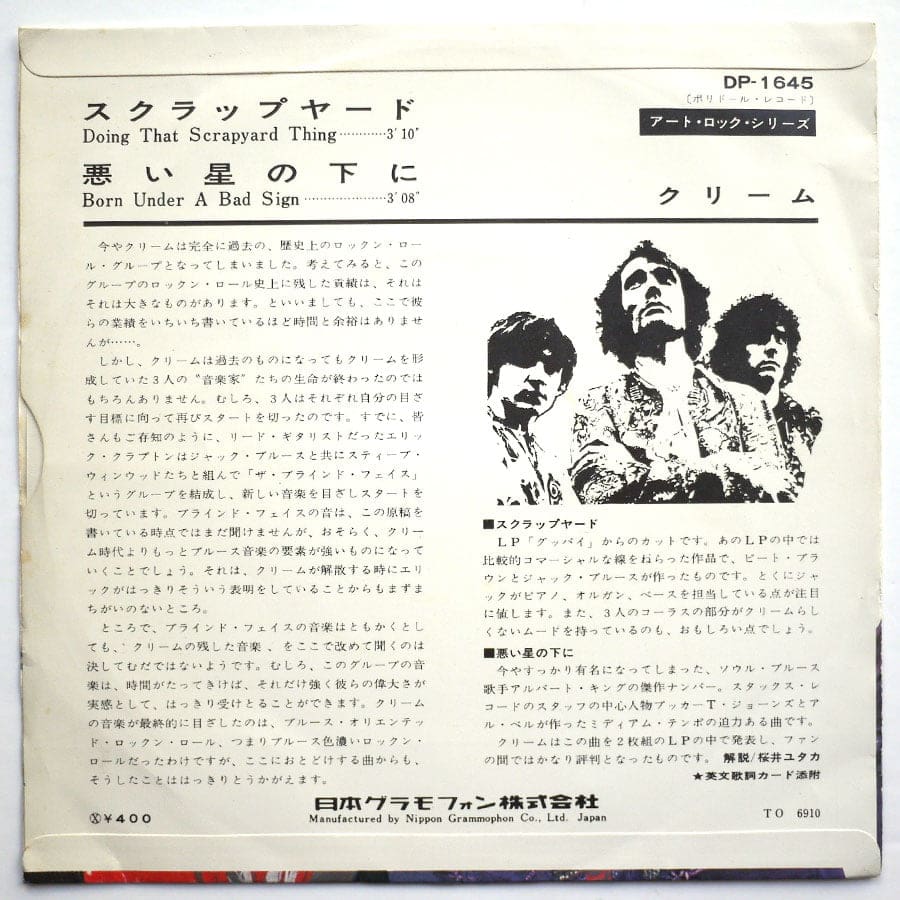 DP-1645
(ポリドール・レコード)
アート・ロック・シリーズ
スクラップヤード
Doing That Scrapyard Thing…………3′10″
悪い星の下に
Born Under A Bad Sign…………………3′08″
クリーム
今やクリームは完全に過去の、歴史上のロックン・ロー
ル・グループとなってしまいました。考えてみると、この
グループのロックン・ロール史上に残した貢績は、それは
それは大きなものがあります。といいましても、ここで彼
らの業績をいちいち書いているほど時間と余裕はありませ
んが……。
しかし、クリームは過去のものになってもクリームを形
成していた3人の“音楽家”たちの生命が終わったのでは
もちろんありません。むしろ、3人はそれぞれ自分の目ざ
す目標に向って再びスタートを切ったのです。すでに、皆
さんもご存知のように、リード・ギタリストだったエリッ
ク・クラプトンはジャック・ブルースと共にスティーブ・
ウィンウッドたちと組んで「ザ・ブラインド・フェイス」
というグループを結成し、新しい音楽を目ざしスタートを
切っています。ブラインド・フェイスの音は、この原稿を
書いている時点ではまだ聞けませんが、おそらく、クリー
ム時代よりもっとブルース音楽の要素が強いものになって
いくことでしょう。それは、クリームが解散する時にエリ
ックがはっきりそういう表明をしていることからもまずま
ちがいのないところ。
ところで、ブラインド・フェイスの音楽はともかくとし
ても、クリームの残した音楽、をここで改めて聞くのは
決してむだではないようです。むしろ、このグループの音
楽は、時間がたってきけば、それだけ強く彼らの偉大さが
実感として、はっきり受けとることができます。クリーム
の音楽が最終的に目ざしたのは、ブルース・オリエンテッ
ド・ロックン・ロール、つまりブルース色濃いロックン・
ロールだったわけですが、ここにおとどけする曲からも、
そうしたことははっきりとうかがえます。
■スクラップヤード
LP「グッバイ」からのカットです。あのLPの中では
比較的コマーシャルな線をねらった作品で、ピート・ブラ
ウンとジャック・ブルースが作ったものです。とくにジャ
ックがピアノ、オルガン、ベースを担当している点が注目
に値します。また、3人のコーラスの部分がクリームらし
くないムードを持っているのも、おもしろい点でしょう。
■悪い星の下に
今やすっかり有名になってしまった、ソウル・ブルース
歌手アルバート・キングの傑作ナンバー。スタックス・レ
コードのスタッフの中心人物ブッカーT・ジョーンズとア
ル・ベルが作ったミディアム・テンポの迫力ある曲です。
クリームはこの曲を2枚組のLPの中で発表し、ファン
の間ではかなり評判となったものです。 解説/桜井ユタカ
★英文歌詞カード添附
Ⓧ¥400
日本グラモフォン株式会社
Manufactured by Nippon Grammophon Co., Ltd. Japan
TO 6910